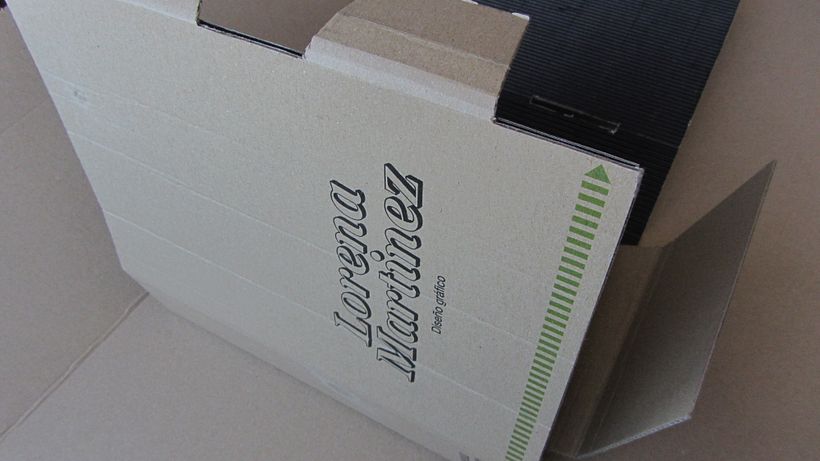 Lorena
Martinez
Diseño gráfico